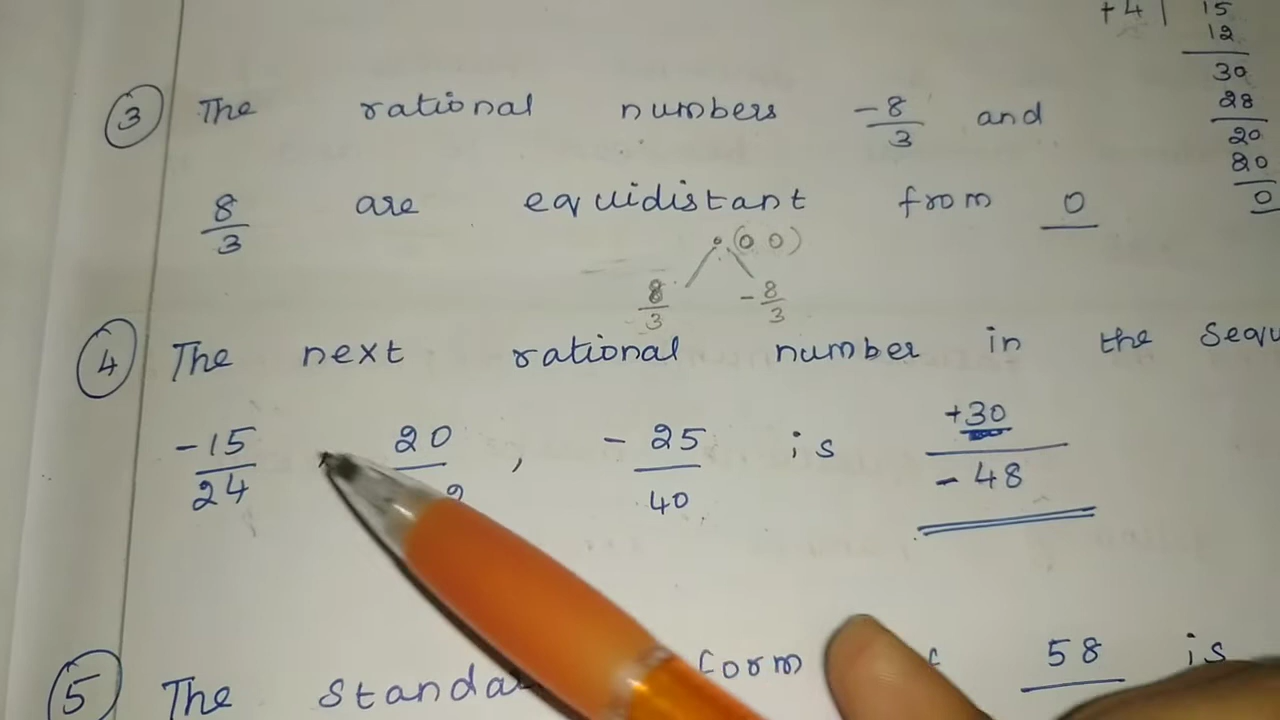 +4 | 15
12
30
28
20
20
0
③ The rational numbers -8/3 and
8/3 are equidistant from 0
(0 0)
8/3 -8/3
④ The next rational number in the
-15/24 20 , -25/40 is +30/-48
⑤ The form 58 is